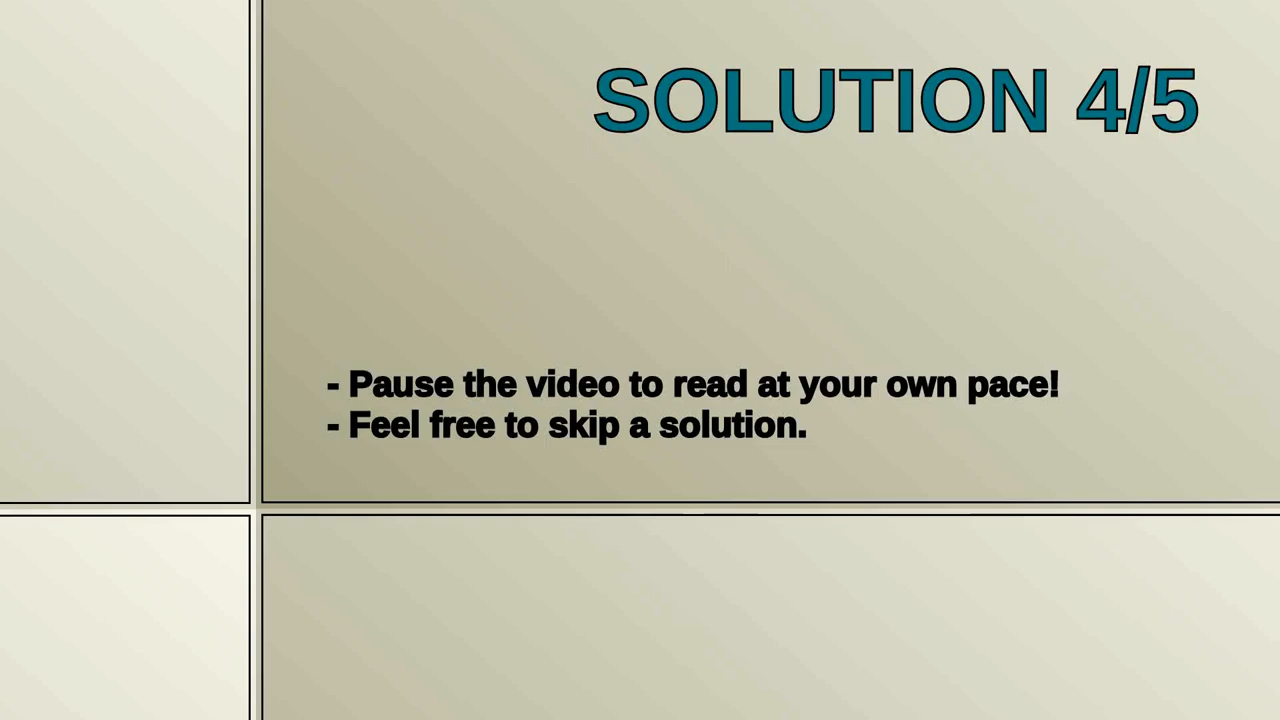 SOLUTION 4/5
- Pause the video to read at your own pace!
- Feel free to skip a solution.